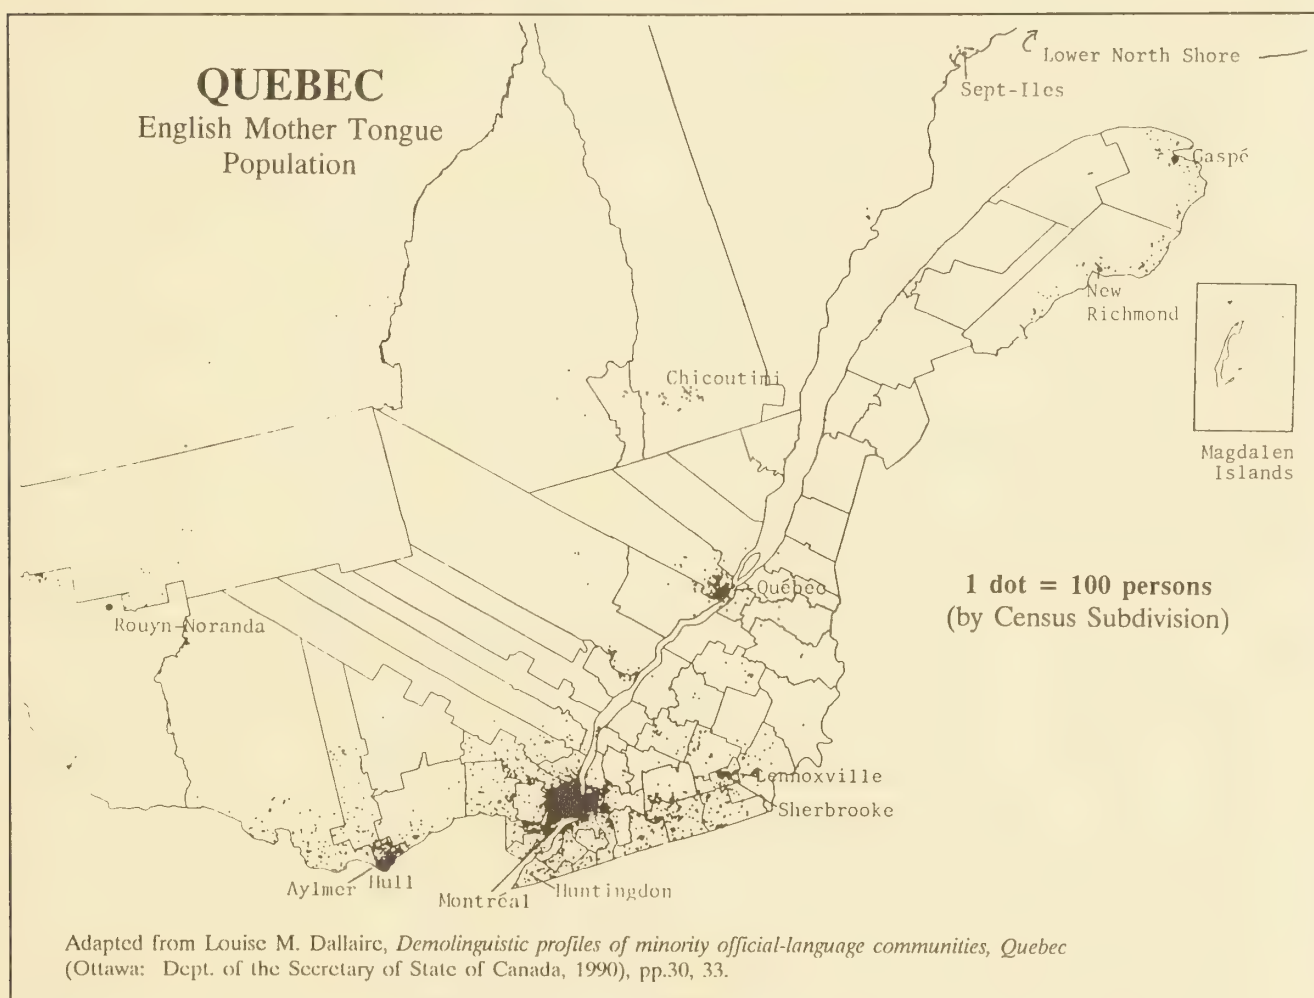 QUEBEC
English Mother Tongue
Population
Lower North Shore
Sept-Iles
Gaspé
New
Richmond
Chicoutimi
Magdalen
Islands
Québec
1 dot = 100 persons
(by Census Subdivision)
Rouyn-Noranda
Lennoxville
Sherbrooke
Aylmer
Hull
Montréal
Huntingdon
Adapted from Louise M. Dallaire, Demolinguistic profiles of minority official-language communities, Quebec
(Ottawa: Dept. of the Secretary of State of Canada, 1990), pp.30, 33.